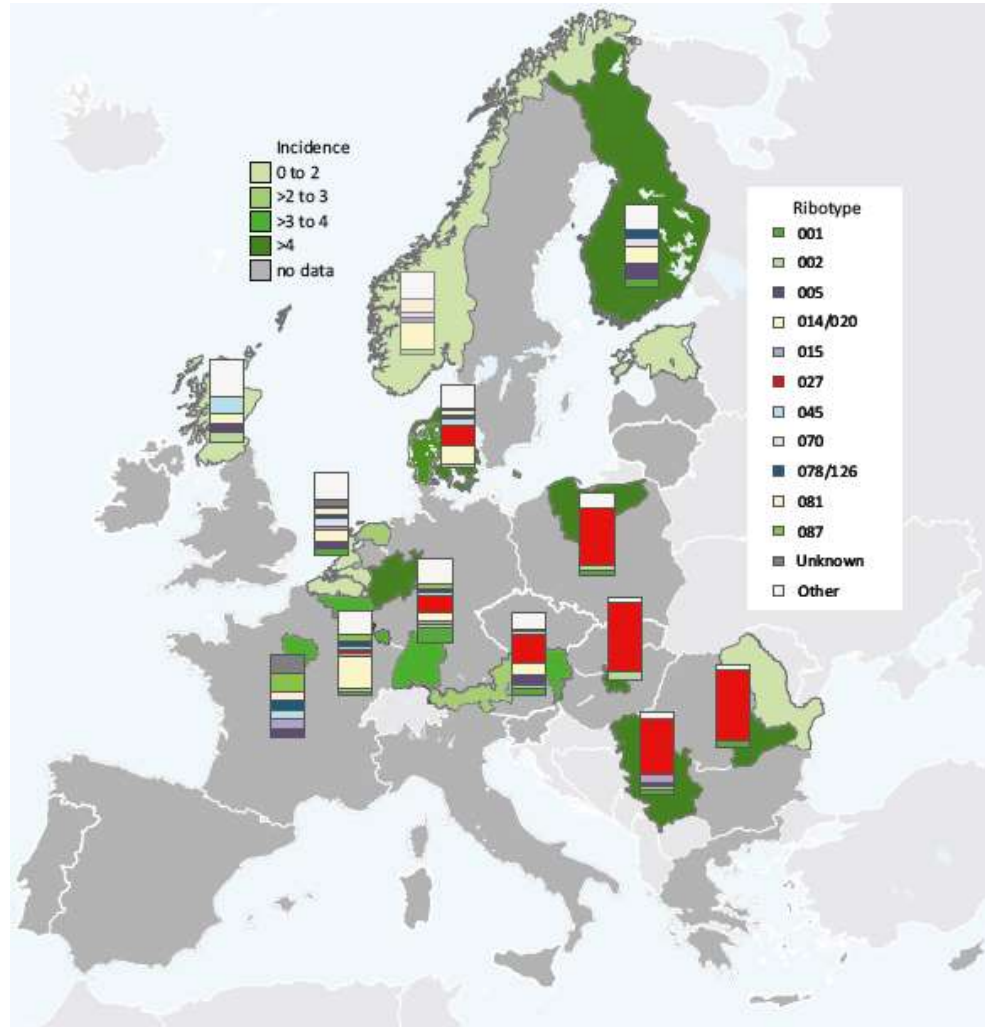 Incidence
0 to 2
>2 to 3
>3 to 4
>4
no data
Ribotype
001
002
005
014/020
015
027
045
070
078/126
081
087
Unknown
Other